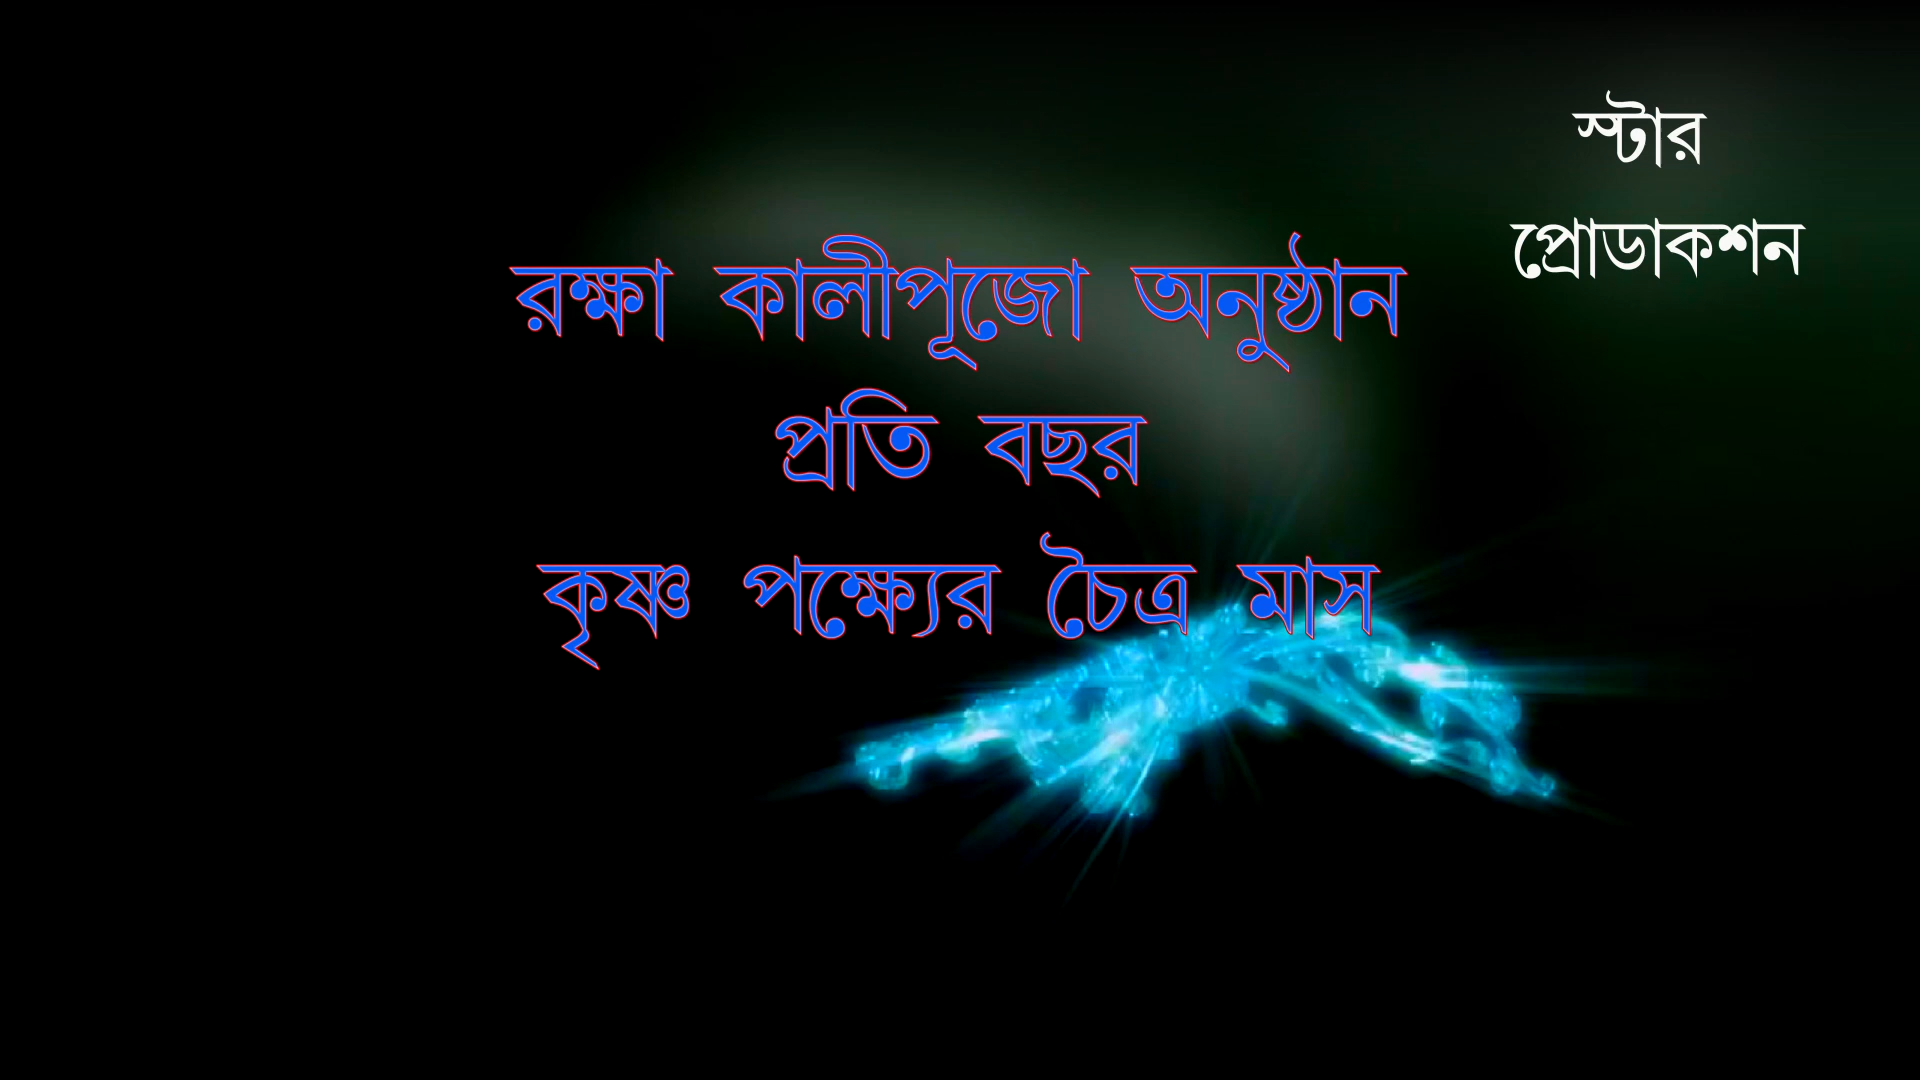 স্টার
প্রোডাকশন
রক্ষা কালীপূজো অনুষ্ঠান
প্রতি বছর
কৃষ্ণ পক্ষ্যের চৈত্র মাস